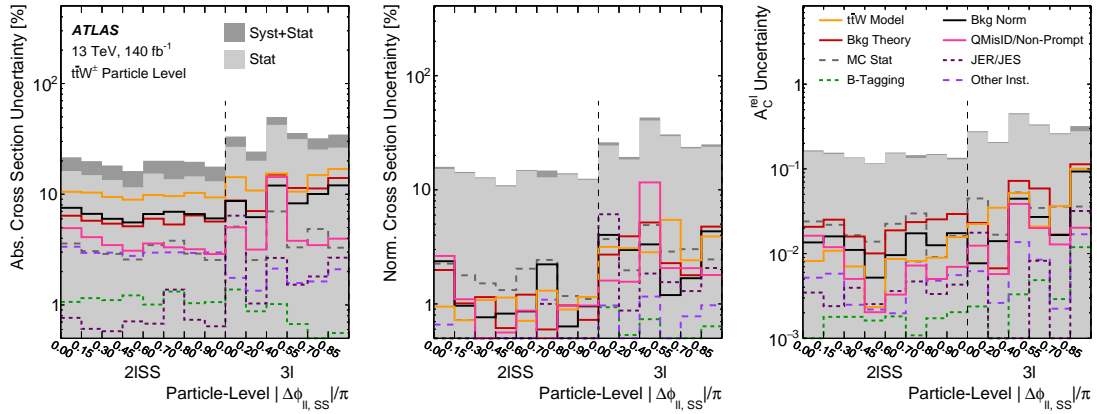 Abs. Cross Section Uncertainty [%]
10²
10
1
ATLAS
13 TeV, 140 fb⁻¹
tt̄W± Particle Level
Syst+Stat
Stat
0.00 0.15 0.30 0.45 0.60 0.70 0.80 0.90 0.00 0.20 0.40 0.55 0.70 0.85
2lSS 3l
Particle-Level |Δϕll, SS|/π
Norm. Cross Section Uncertainty [%]
10²
10
1
0.00 0.15 0.30 0.45 0.60 0.70 0.80 0.90 0.00 0.20 0.40 0.55 0.70 0.85
2lSS 3l
Particle-Level |Δϕll, SS|/π
A_C^rel Uncertainty
1
10⁻¹
10⁻²
10⁻³
tt̄W Model
Bkg Theory
MC Stat
B-Tagging
Bkg Norm
QMisID/Non-Prompt
JER/JES
Other Inst.
0.00 0.15 0.30 0.45 0.60 0.70 0.80 0.90 0.00 0.20 0.40 0.55 0.70 0.85
2lSS 3l
Particle-Level |Δϕll, SS|/π